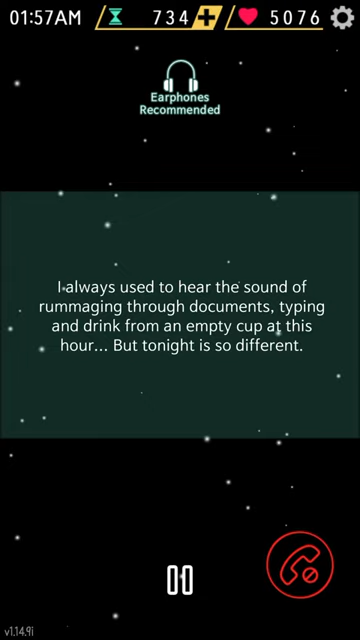 01:57AM 734 5076
Earphones
Recommended
I always used to hear the sound of
rummaging through documents, typing
and drink from an empty cup at this
hour... But tonight is so different.
v1.14.9i